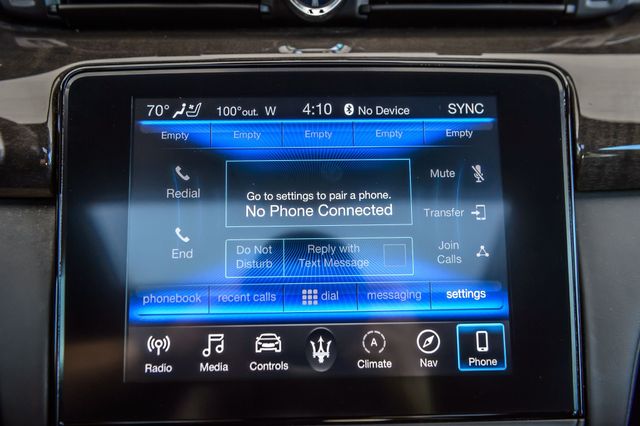 70° 100°out. W 4:10 No Device SYNC
Empty Empty Empty Empty Empty
Redial
Go to settings to pair a phone.
No Phone Connected
Mute
Transfer
End
Do Not
Disturb
Reply with
Text Message
Join
Calls
phonebook recent calls dial messaging settings
Radio Media Controls Climate Nav Phone